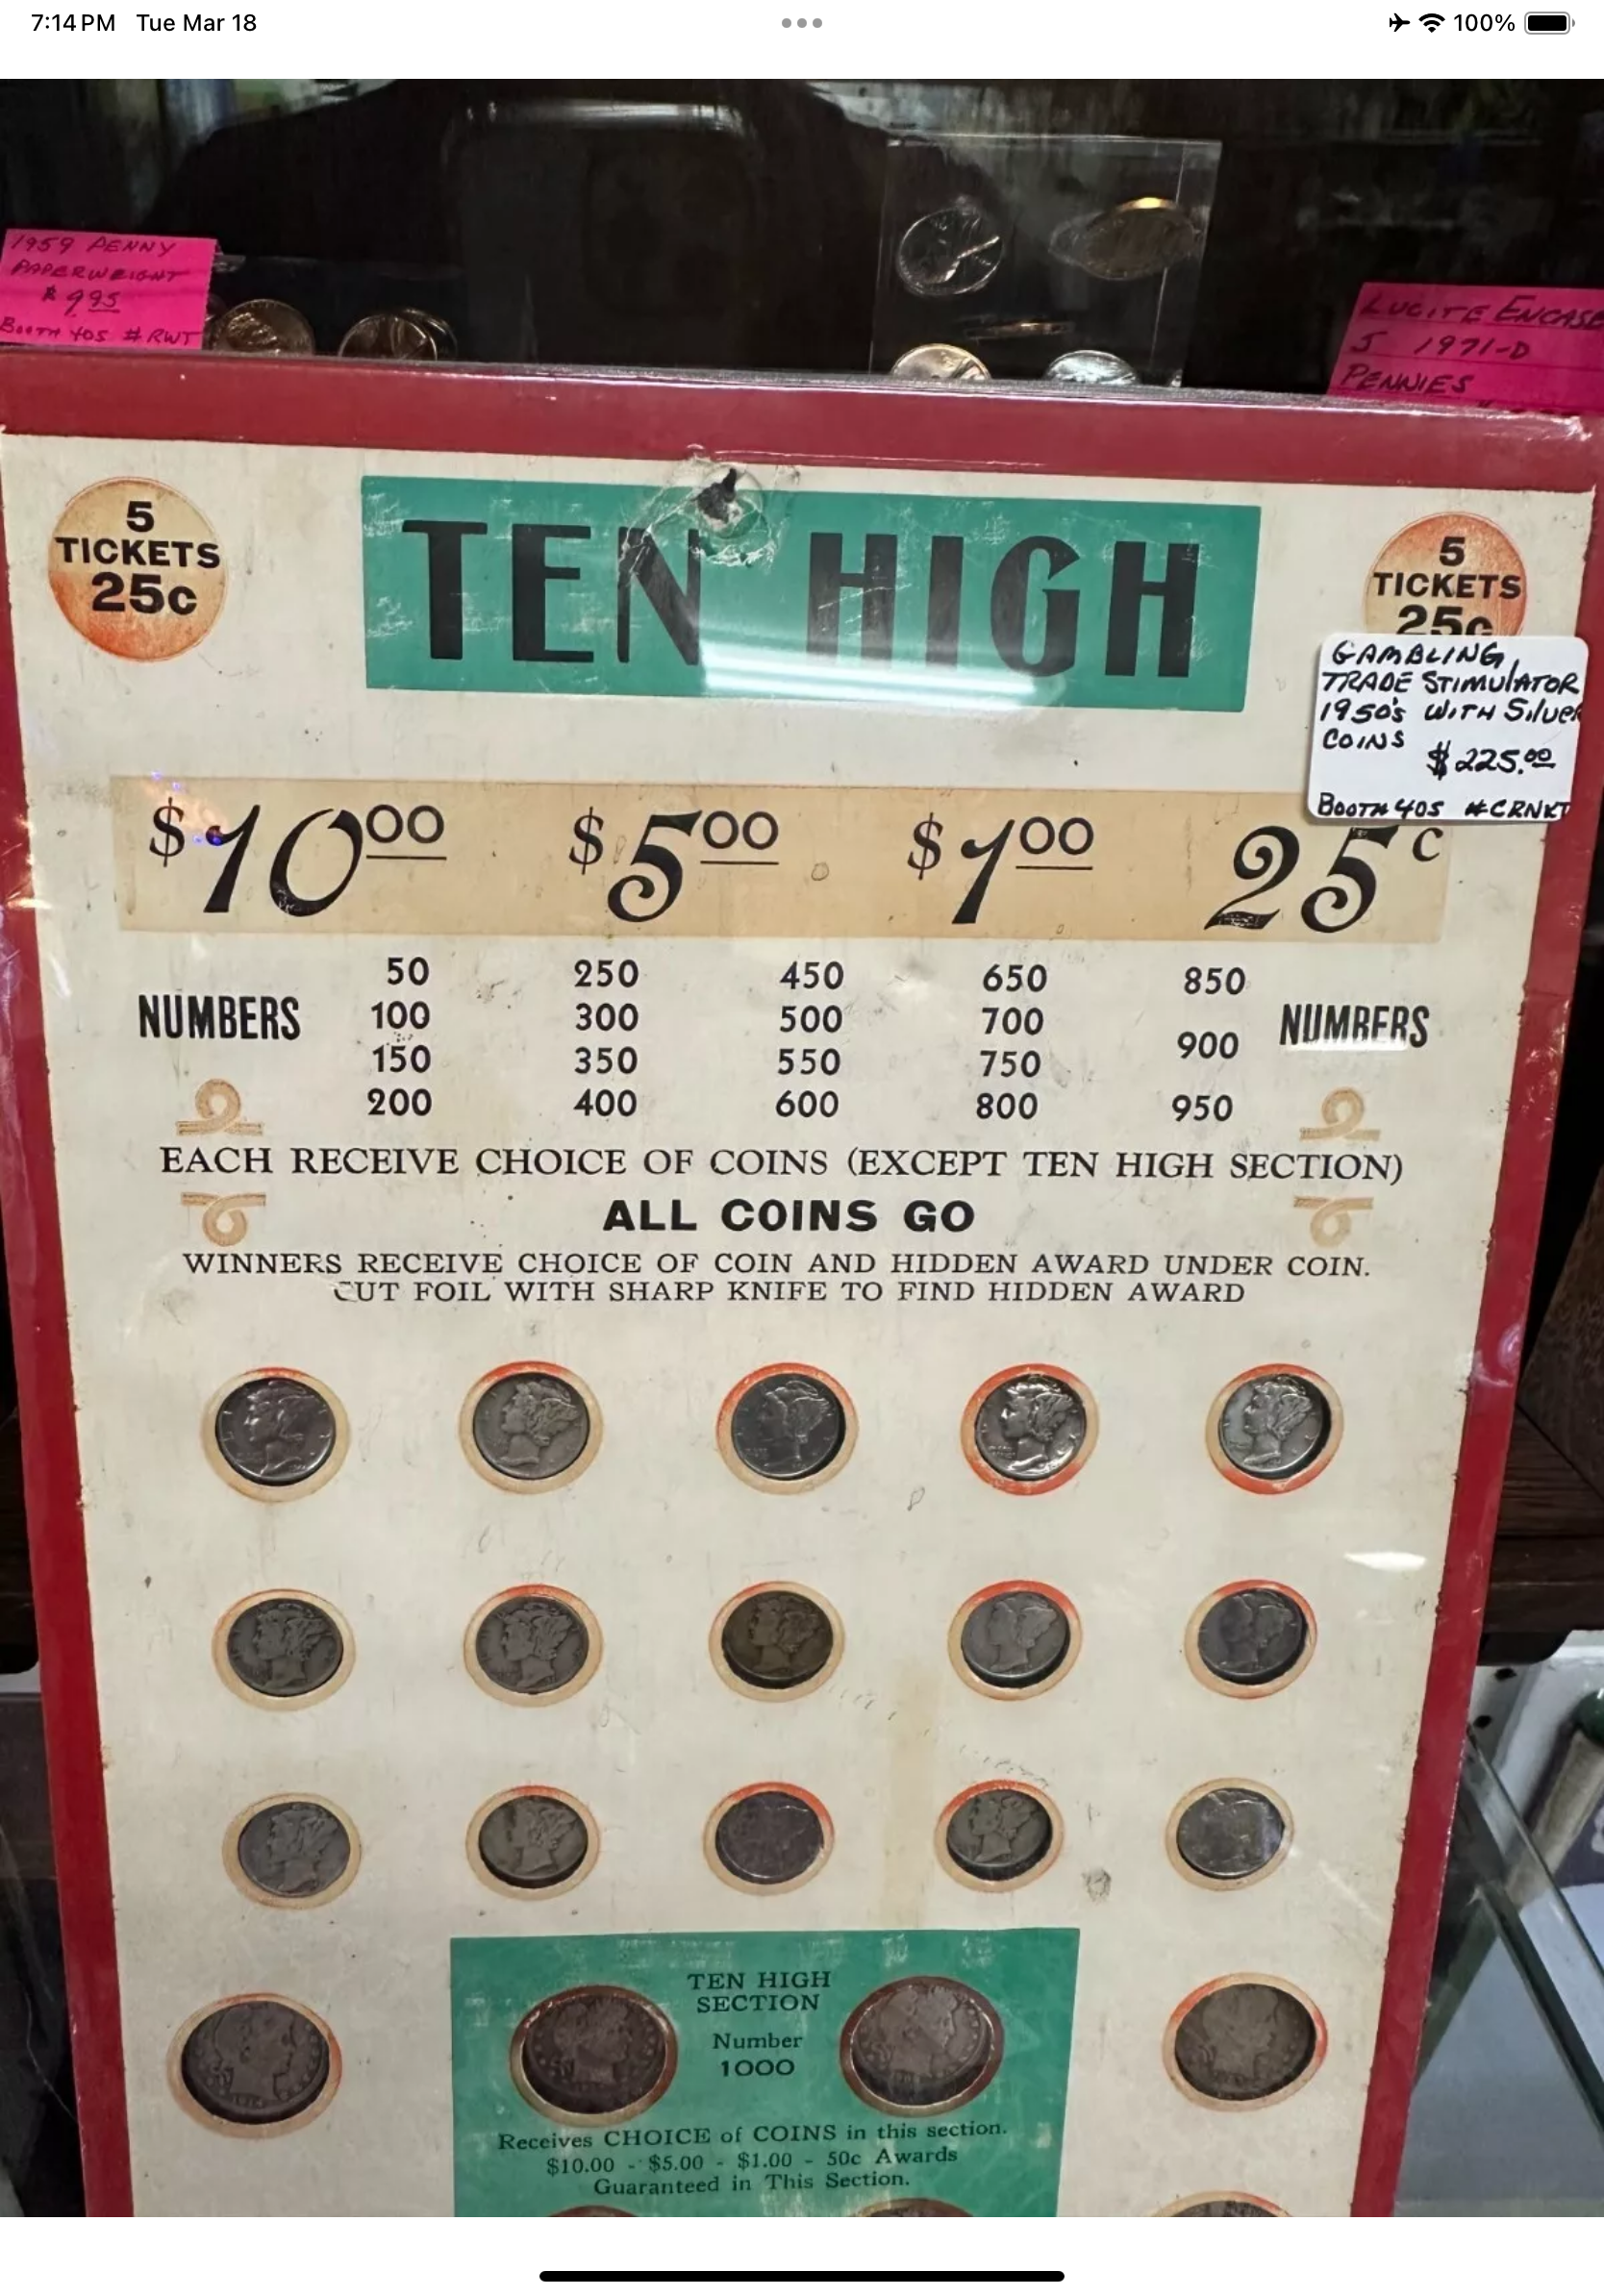 7:14 PM Tue Mar 18
100%
1959 PENNY
PAPERWEIGHT
$9.95
BOOTH 405 #RWT
LUCITE ENCASE
5 1971-D
PENNIES
5
TICKETS
25c
TEN HIGH
5
TICKETS
25c
GAMBLING
TRADE STIMULATOR
1950's WITH Silver
COINS
$225.00
BOOTH 405 #CRNKT
$10.00 $5.00 $1.00 25c
NUMBERS
50 250 450 650 850
100 300 500 700 900
150 350 550 750 950
200 400 600 800
NUMBERS
EACH RECEIVE CHOICE OF COINS (EXCEPT TEN HIGH SECTION)
ALL COINS GO
WINNERS RECEIVE CHOICE OF COIN AND HIDDEN AWARD UNDER COIN.
CUT FOIL WITH SHARP KNIFE TO FIND HIDDEN AWARD
TEN HIGH
SECTION
Number
1000
Receives CHOICE of COINS in this section.
$10.00 - $5.00 - $1.00 - 50c Awards
Guaranteed in This Section.